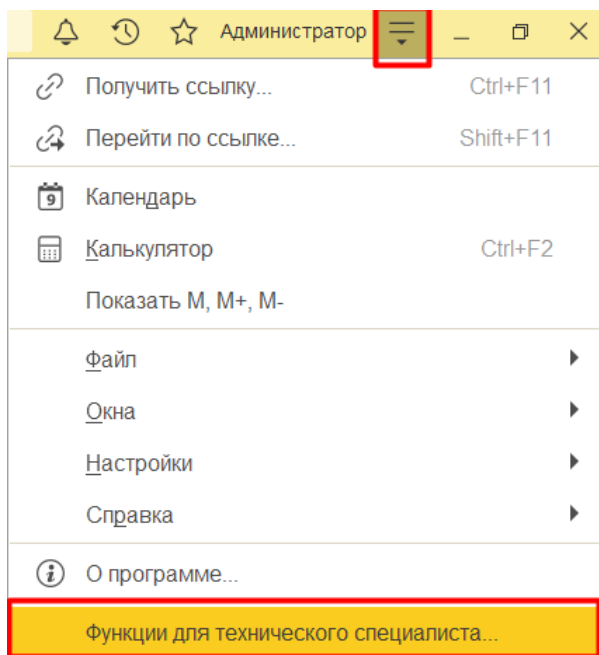 Администратор
Получить ссылку... Ctrl+F11
Перейти по ссылке... Shift+F11
9 Календарь
Калькулятор Ctrl+F2
Показать М, М+, М-
Файл
Окна
Настройки
Справка
i О программе...
Функции для технического специалиста...